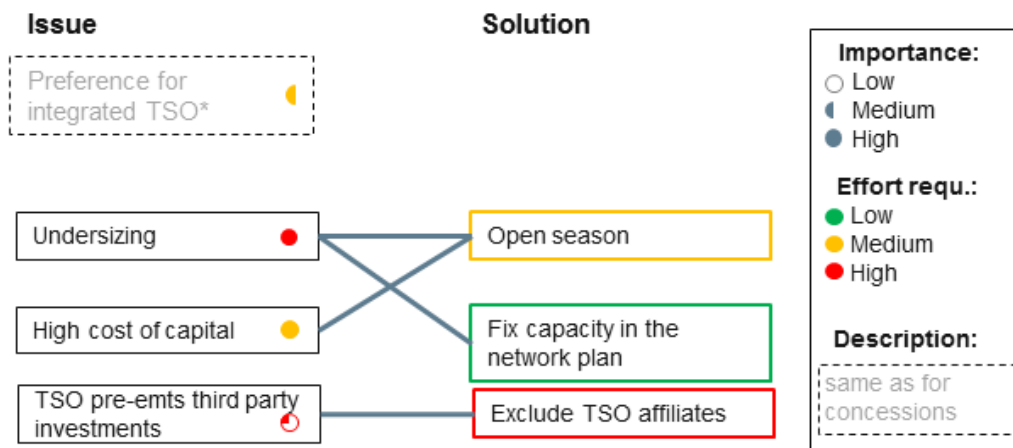 Issue
Solution
Preference for
integrated TSO*
Undersizing
Open season
High cost of capital
Fix capacity in the
network plan
TSO pre-emts third party
investments
Exclude TSO affiliates
Importance:
Low
Medium
High
Effort requ.:
Low
Medium
High
Description:
same as for
concessions